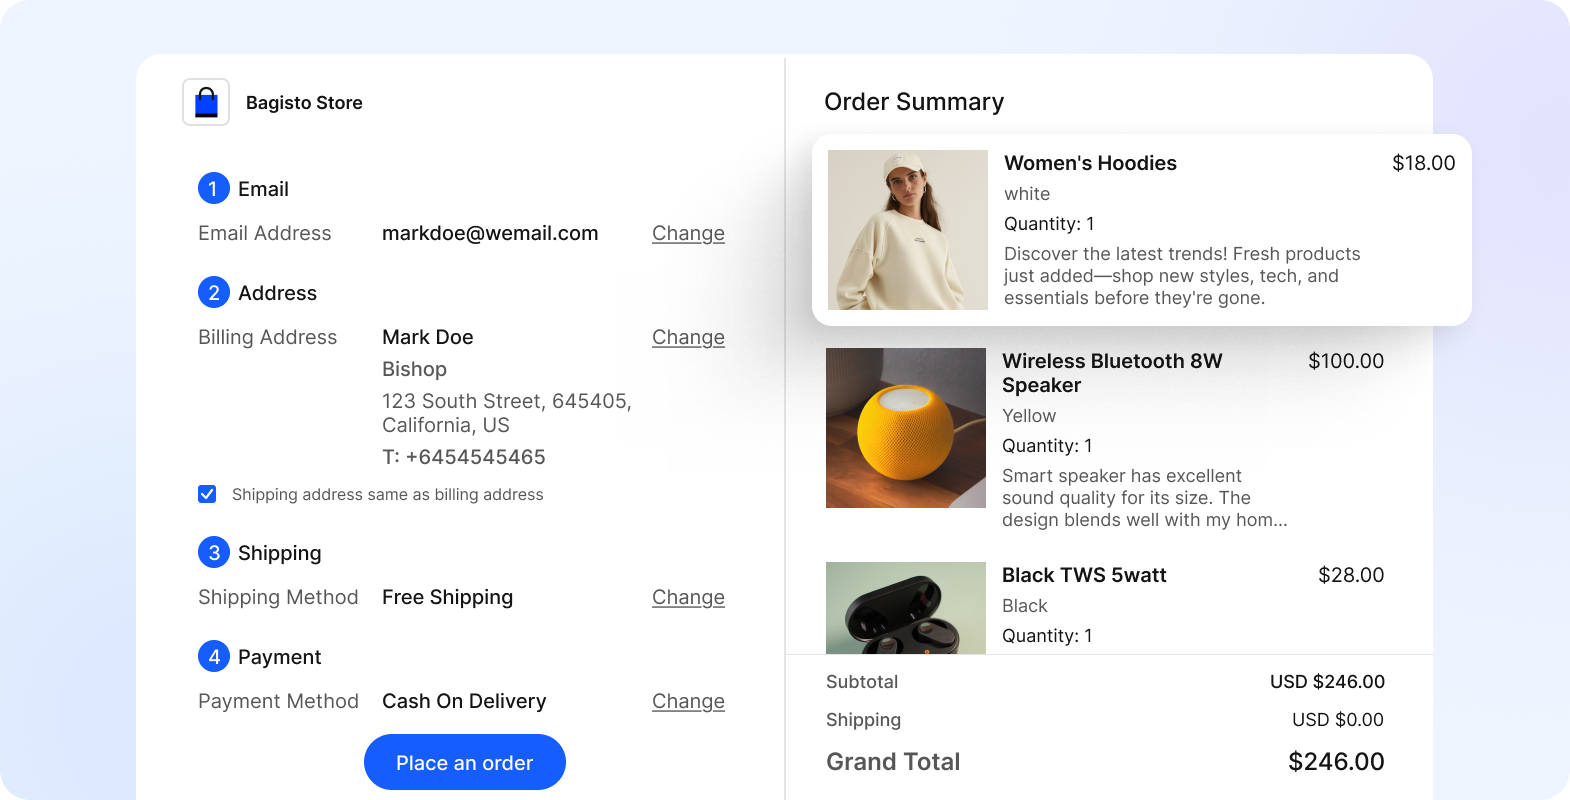 Bagisto Store
1 Email
Email Address markdoe@wemail.com Change
2 Address
Billing Address Mark Doe Change
Bishop
123 South Street, 645405,
California, US
T: +6454545465
Shipping address same as billing address
3 Shipping
Shipping Method Free Shipping Change
4 Payment
Payment Method Cash On Delivery Change
Place an order
Order Summary
Women's Hoodies $18.00
white
Quantity: 1
Discover the latest trends! Fresh products
just added—shop new styles, tech, and
essentials before they're gone.
Wireless Bluetooth 8W $100.00
Speaker
Yellow
Quantity: 1
Smart speaker has excellent
sound quality for its size. The
design blends well with my hom...
Black TWS 5watt $28.00
Black
Quantity: 1
Subtotal USD $246.00
Shipping USD $0.00
Grand Total $246.00